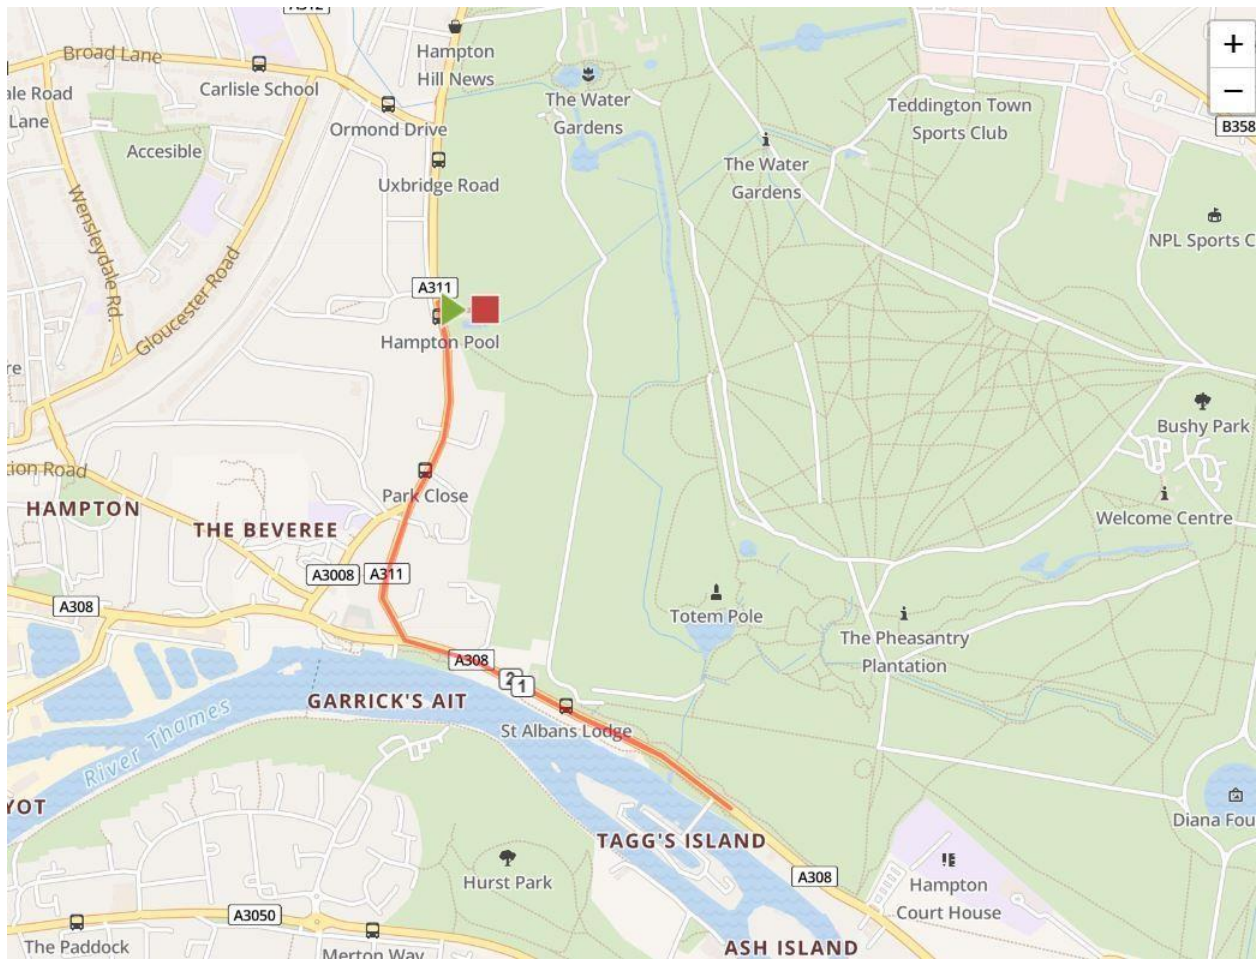 A312
Broad Lane
Carlisle School
Hampton
Hill News
+
−
ale Road
Lane
Accesible
Ormond Drive
The Water
Gardens
Teddington Town
Sports Club
B358
Uxbridge Road
The Water
Gardens
Wensleydale Rd.
Gloucester Road
NPL Sports C
A311
Hampton Pool
re
Bushy Park
tion Road
Park Close
HAMPTON
THE BEVEREE
Welcome Centre
A3008
A311
A308
Totem Pole
The Pheasantry
Plantation
A308
2
1
GARRICK'S AIT
St Albans Lodge
River Thames
YOT
TAGG'S ISLAND
Diana Fou
Hurst Park
A308
Hampton
Court House
A3050
The Paddock
Merton Way
ASH ISLAND